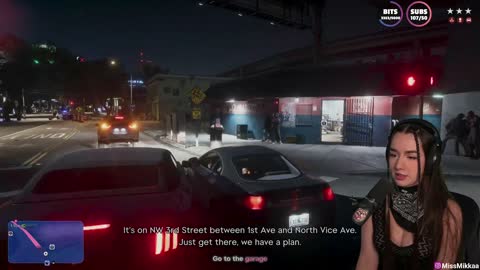 BITS
SUBS
107/50
It's on NW 3rd Street between 1st Ave and North Vice Ave.
Just get there, we have a plan.
Go to the garage
MissMikkaa